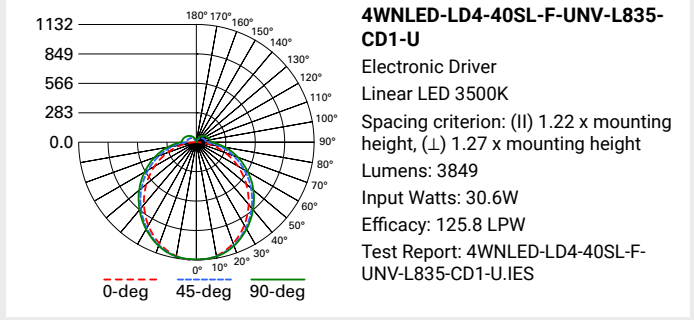 1132
849
566
283
0.0
180° 170° 160° 150° 140° 130° 120° 110° 100° 90° 80° 70° 60° 50° 40° 30° 20° 10° 0°
0-deg 45-deg 90-deg
4WNLED-LD4-40SL-F-UNV-L835-
CD1-U
Electronic Driver
Linear LED 3500K
Spacing criterion: (II) 1.22 x mounting
height, (⊥) 1.27 x mounting height
Lumens: 3849
Input Watts: 30.6W
Efficacy: 125.8 LPW
Test Report: 4WNLED-LD4-40SL-F-
UNV-L835-CD1-U.IES